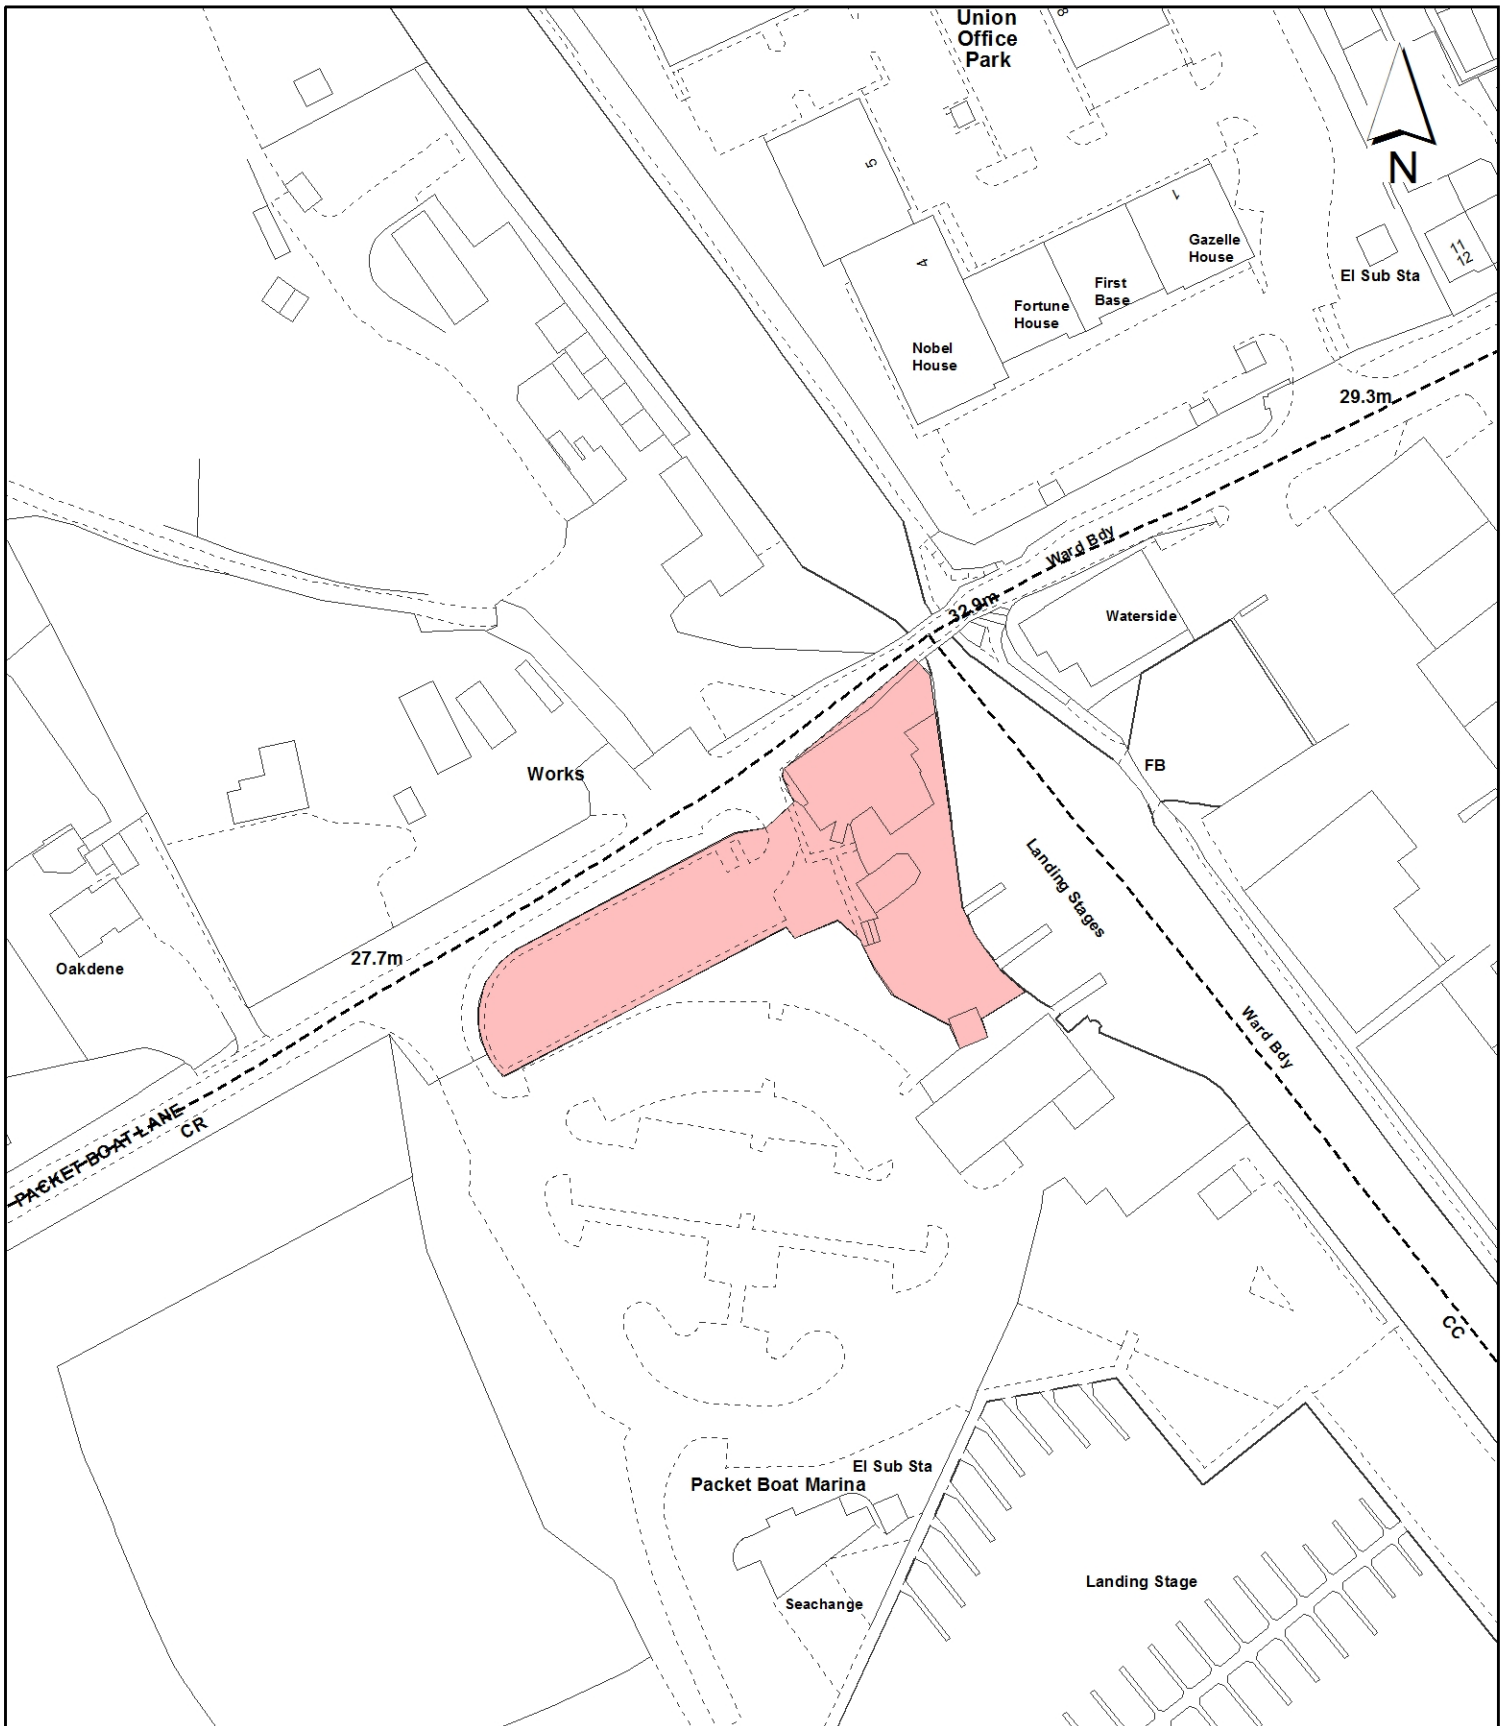 Union
Office
Park
8
N
5
1
Gazelle
House
11
12
4
El Sub Sta
First
Base
Fortune
House
Nobel
House
29.3m
Ward Bdy
32.9m
Waterside
FB
Works
Landing Stages
27.7m
Oakdene
Ward Bdy
PACKET BOAT LANE
CR
CC
El Sub Sta
Packet Boat Marina
Landing Stage
Seachange